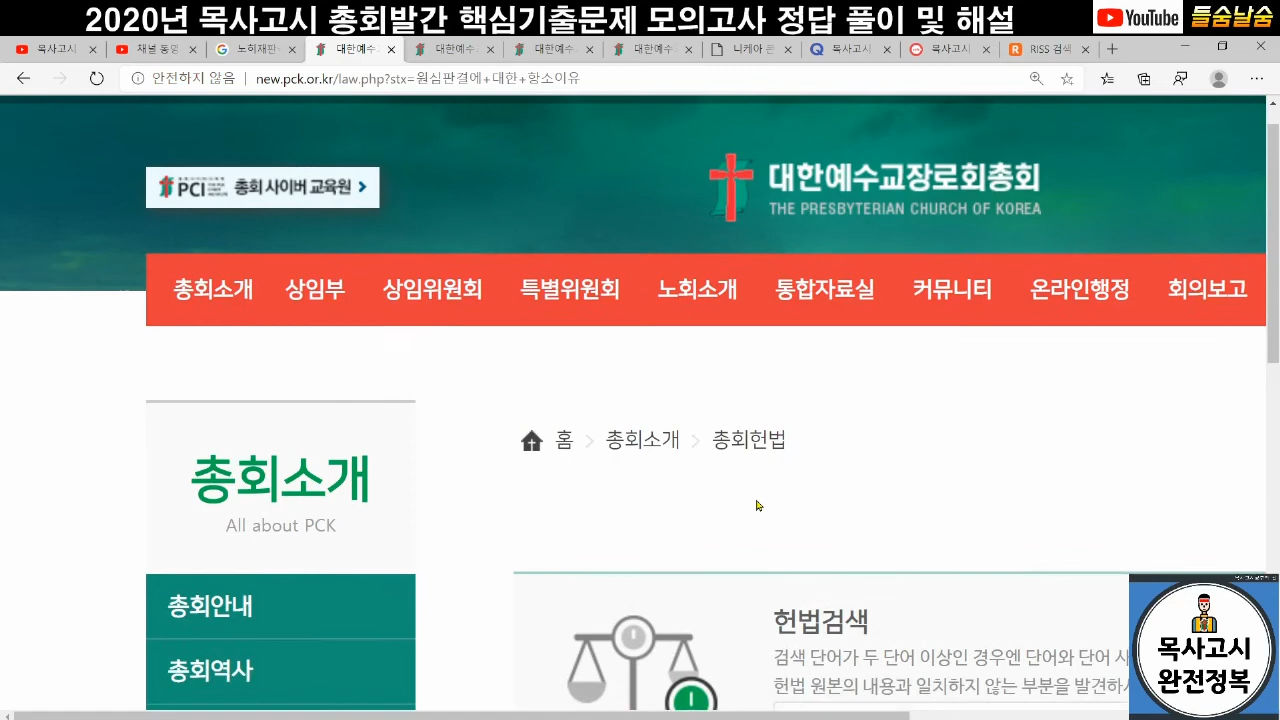 2020년 목사고시 총회발간 핵심기출문제 모의고사 정답 풀이 및 해설
YouTube 들숨날숨
목사고시
채널 동영
노회재판
대한예수
대한예수
대한예수
대한예수
니케아 콘
목사고시
목사고시
RISS 검색
안전하지 않음 | new.pck.or.kr/law.php?stx=원심판결에+대한+항소이유
PCI 총회 사이버 교육원
대한예수교장로회총회
THE PRESBYTERIAN CHURCH OF KOREA
총회소개 상임부 상임위원회 특별위원회 노회소개 통합자료실 커뮤니티 온라인행정 회의보고
홈 > 총회소개 > 총회헌법
총회소개
All about PCK
총회안내
총회역사
헌법검색
검색 단어가 두 단어 이상인 경우엔 단어와 단어 사
헌법 원본의 내용과 일치하지 않는 부분을 발견하시
목사고시
완전정복